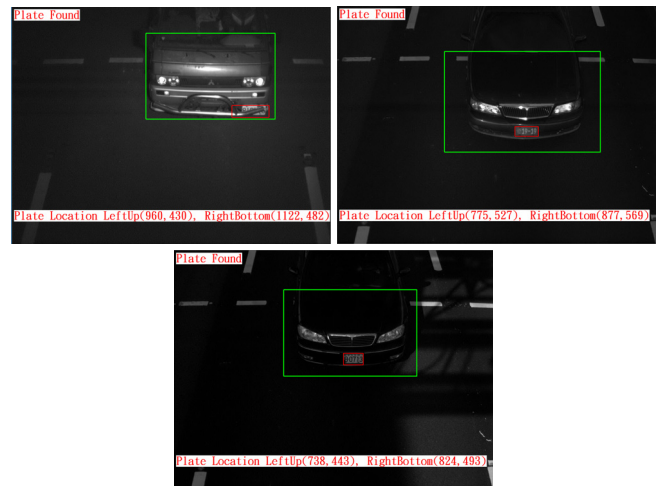 Plate Found
Plate Location LeftUp(960,430), RightBottom(1122,482)
Plate Found
Plate Location LeftUp(775,527), RightBottom(877,569)
Plate Found
Plate Location LeftUp(738,443), RightBottom(824,493)